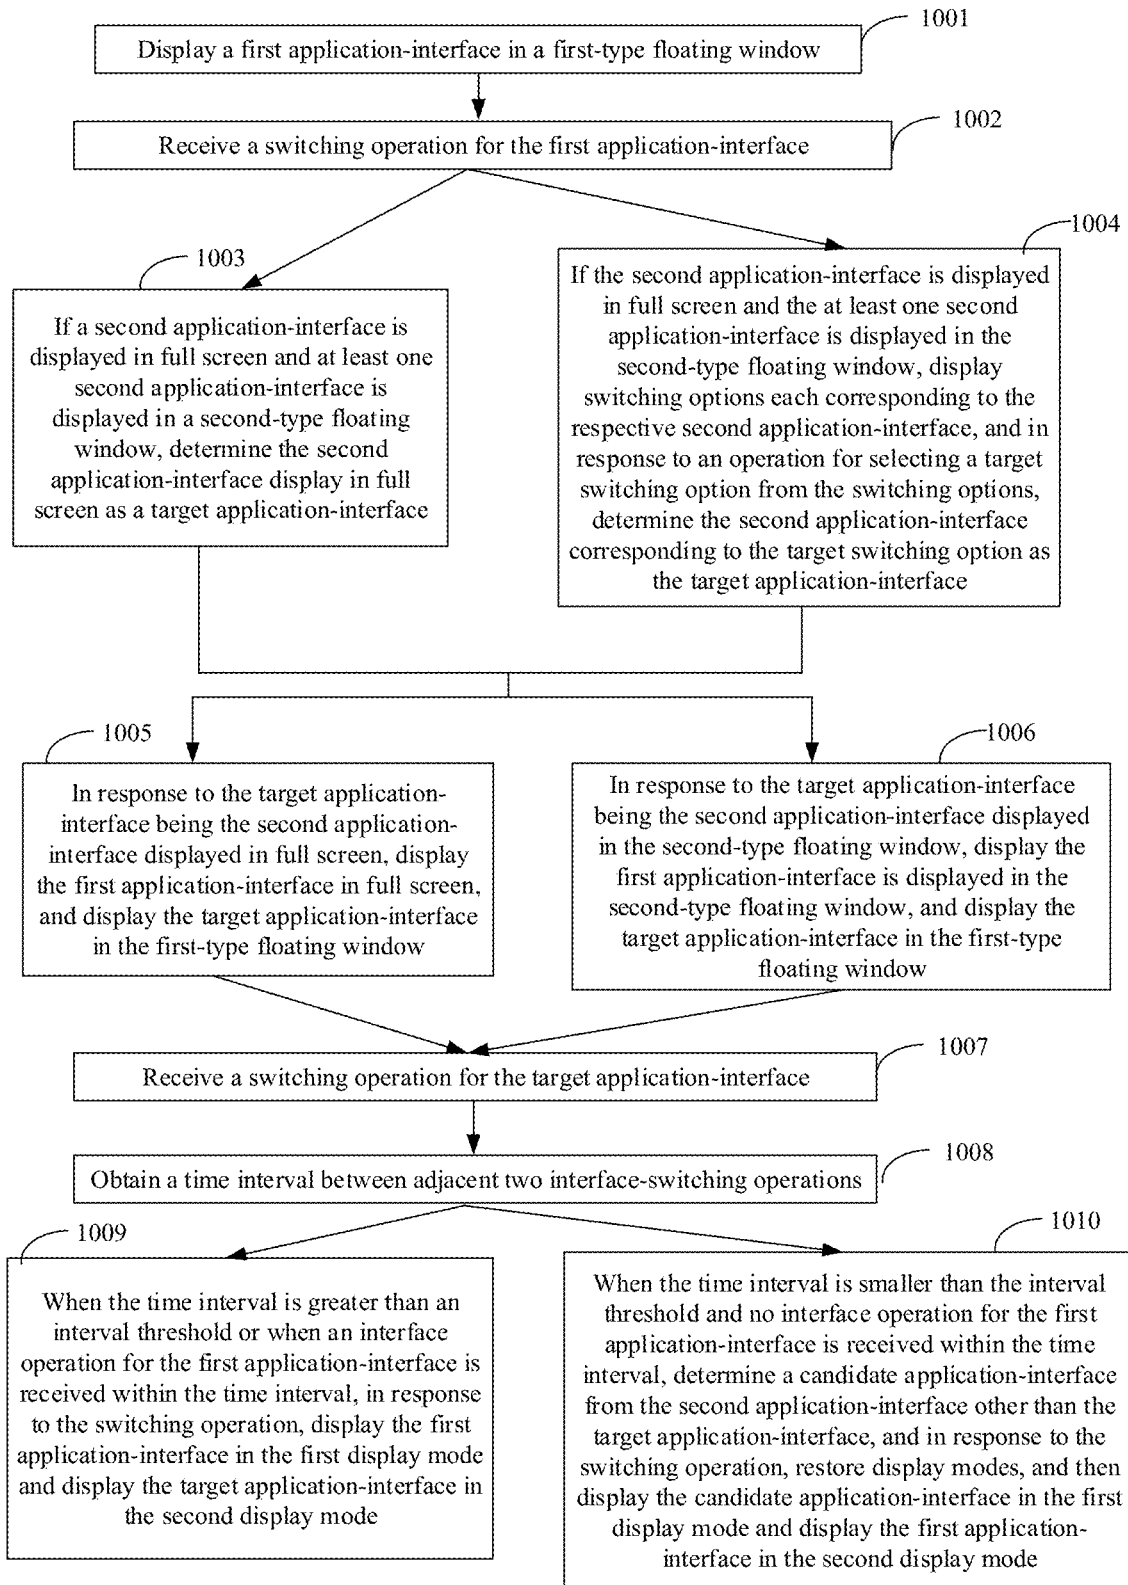 1001
Display a first application-interface in a first-type floating window
1002
Receive a switching operation for the first application-interface
1003
If a second application-interface is
displayed in full screen and at least one
second application-interface is
displayed in a second-type floating
window, determine the second
application-interface display in full
screen as a target application-interface
1004
If the second application-interface is displayed
in full screen and the at least one second
application-interface is displayed in the
second-type floating window, display
switching options each corresponding to the
respective second application-interface, and in
response to an operation for selecting a target
switching option from the switching options,
determine the second application-interface
corresponding to the target switching option as
the target application-interface
1005
In response to the target application-
interface being the second application-
interface displayed in full screen, display
the first application-interface in full screen,
and display the target application-interface
in the first-type floating window
1006
In response to the target application-interface
being the second application-interface displayed
in the second-type floating window, display the
first application-interface is displayed in the
second-type floating window, and display the
target application-interface in the first-type
floating window
1007
Receive a switching operation for the target application-interface
1008
Obtain a time interval between adjacent two interface-switching operations
1009
When the time interval is greater than an
interval threshold or when an interface
operation for the first application-interface is
received within the time interval, in response
to the switching operation, display the first
application-interface in the first display mode
and display the target application-interface in
the second display mode
1010
When the time interval is smaller than the interval
threshold and no interface operation for the first
application-interface is received within the time
interval, determine a candidate application-interface
from the second application-interface other than the
target application-interface, and in response to the
switching operation, restore display modes, and then
display the candidate application-interface in the first
display mode and display the first application-
interface in the second display mode